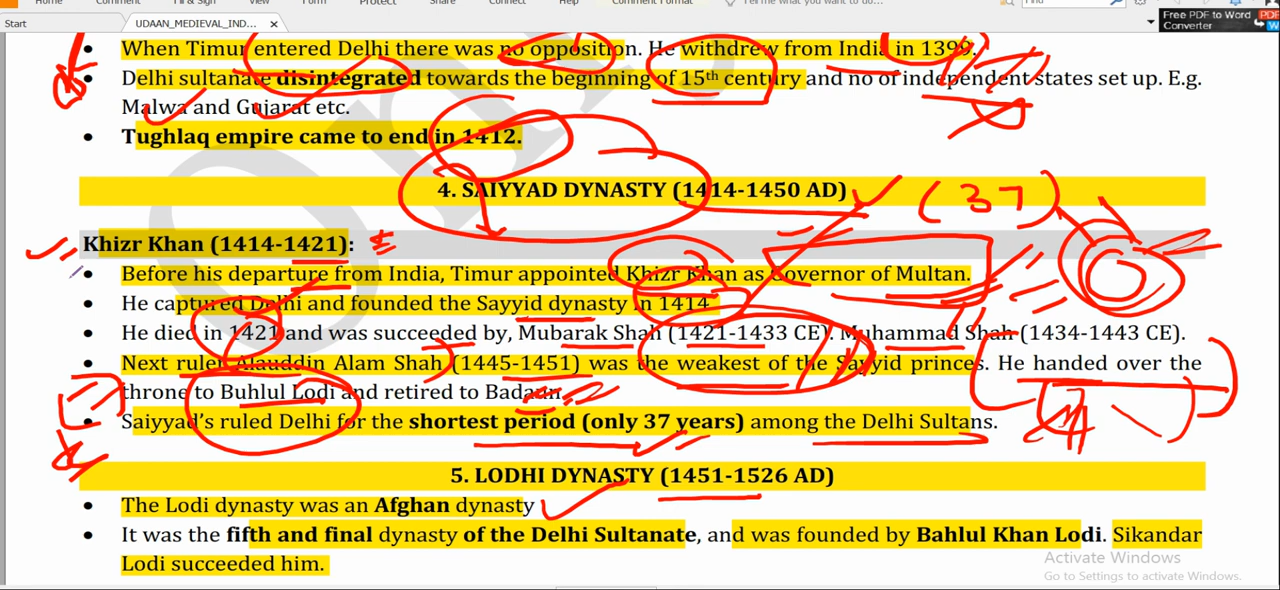 Home Fill & Sign View Form Protect Share Connect Help Comment Format Tell me what you want to do... Find
Start UDAAN_MEDIEVAL_IND... × Free PDF to Word Converter
• When Timur entered Delhi there was no opposition. He withdrew from India in 1399.
• Delhi sultanate disintegrated towards the beginning of 15th century and no of independent states set up. E.g.
Malwa and Gujarat etc.
• Tughlaq empire came to end in 1412.
4. SAIYYAD DYNASTY (1414-1450 AD) (37)
Khizr Khan (1414-1421):
• Before his departure from India, Timur appointed Khizr Khan as Governor of Multan.
• He captured Delhi and founded the Sayyid dynasty in 1414.
• He died in 1421 and was succeeded by, Mubarak Shah (1421-1433 CE). Muhammad Shah (1434-1443 CE).
• Next ruler Alauddin Alam Shah (1445-1451) was the weakest of the Sayyid princes. He handed over the
throne to Buhlul Lodi and retired to Badaun.
• Saiyyad's ruled Delhi for the shortest period (only 37 years) among the Delhi Sultans.
5. LODHI DYNASTY (1451-1526 AD)
• The Lodi dynasty was an Afghan dynasty
• It was the fifth and final dynasty of the Delhi Sultanate, and was founded by Bahlul Khan Lodi. Sikandar
Lodi succeeded him.
Activate Windows
Go to Settings to activate Windows.